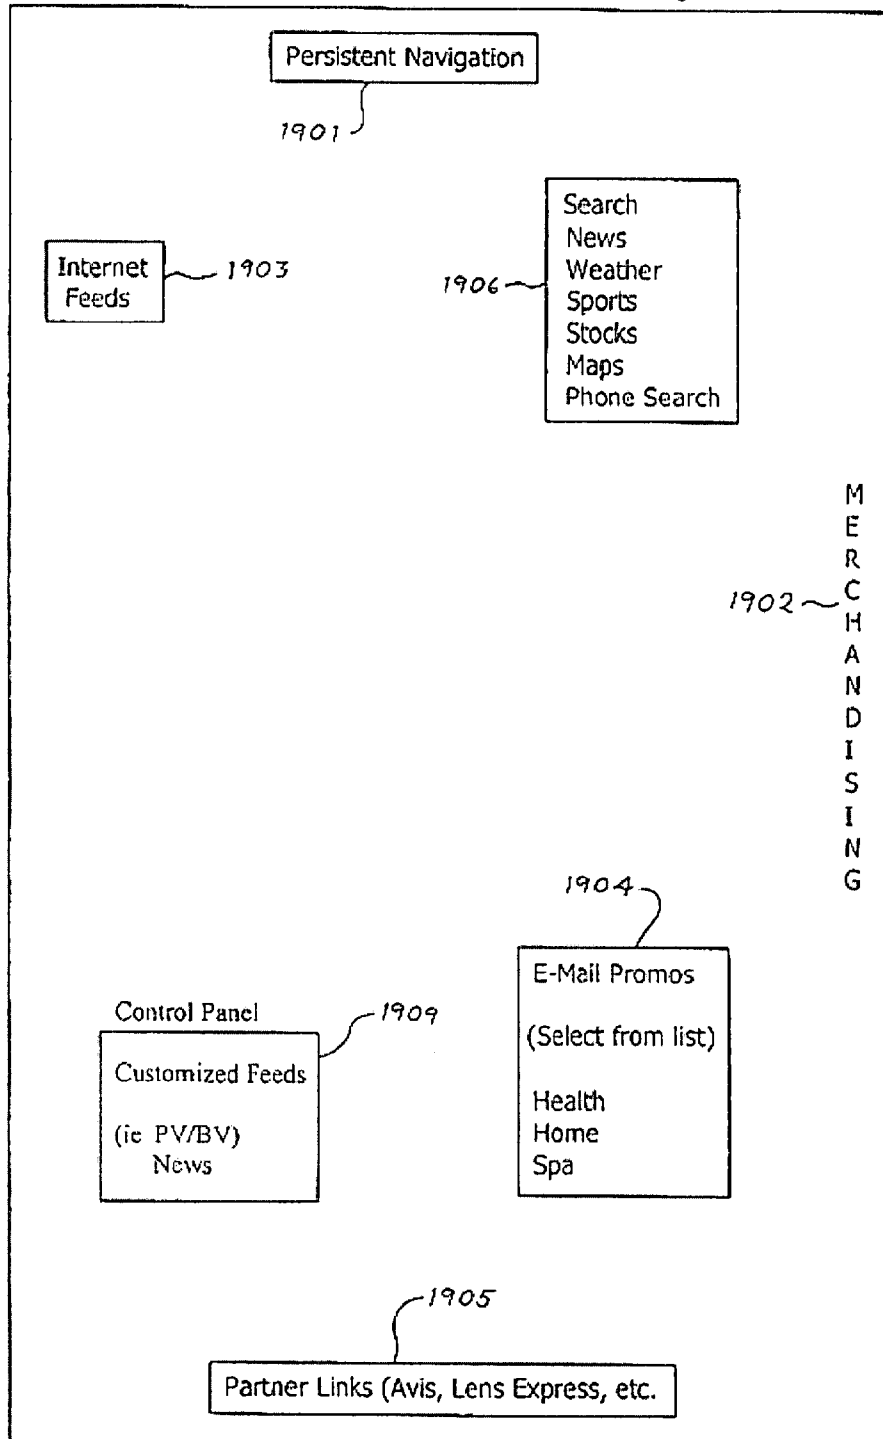 Persistent Navigation
1901
Internet
Feeds
1903
1906
Search
News
Weather
Sports
Stocks
Maps
Phone Search
1902
MERCHANDISING
1904
E-Mail Promos
(Select from list)
Health
Home
Spa
Control Panel
1909
Customized Feeds
(ie PV/BV)
News
1905
Partner Links (Avis, Lens Express, etc.